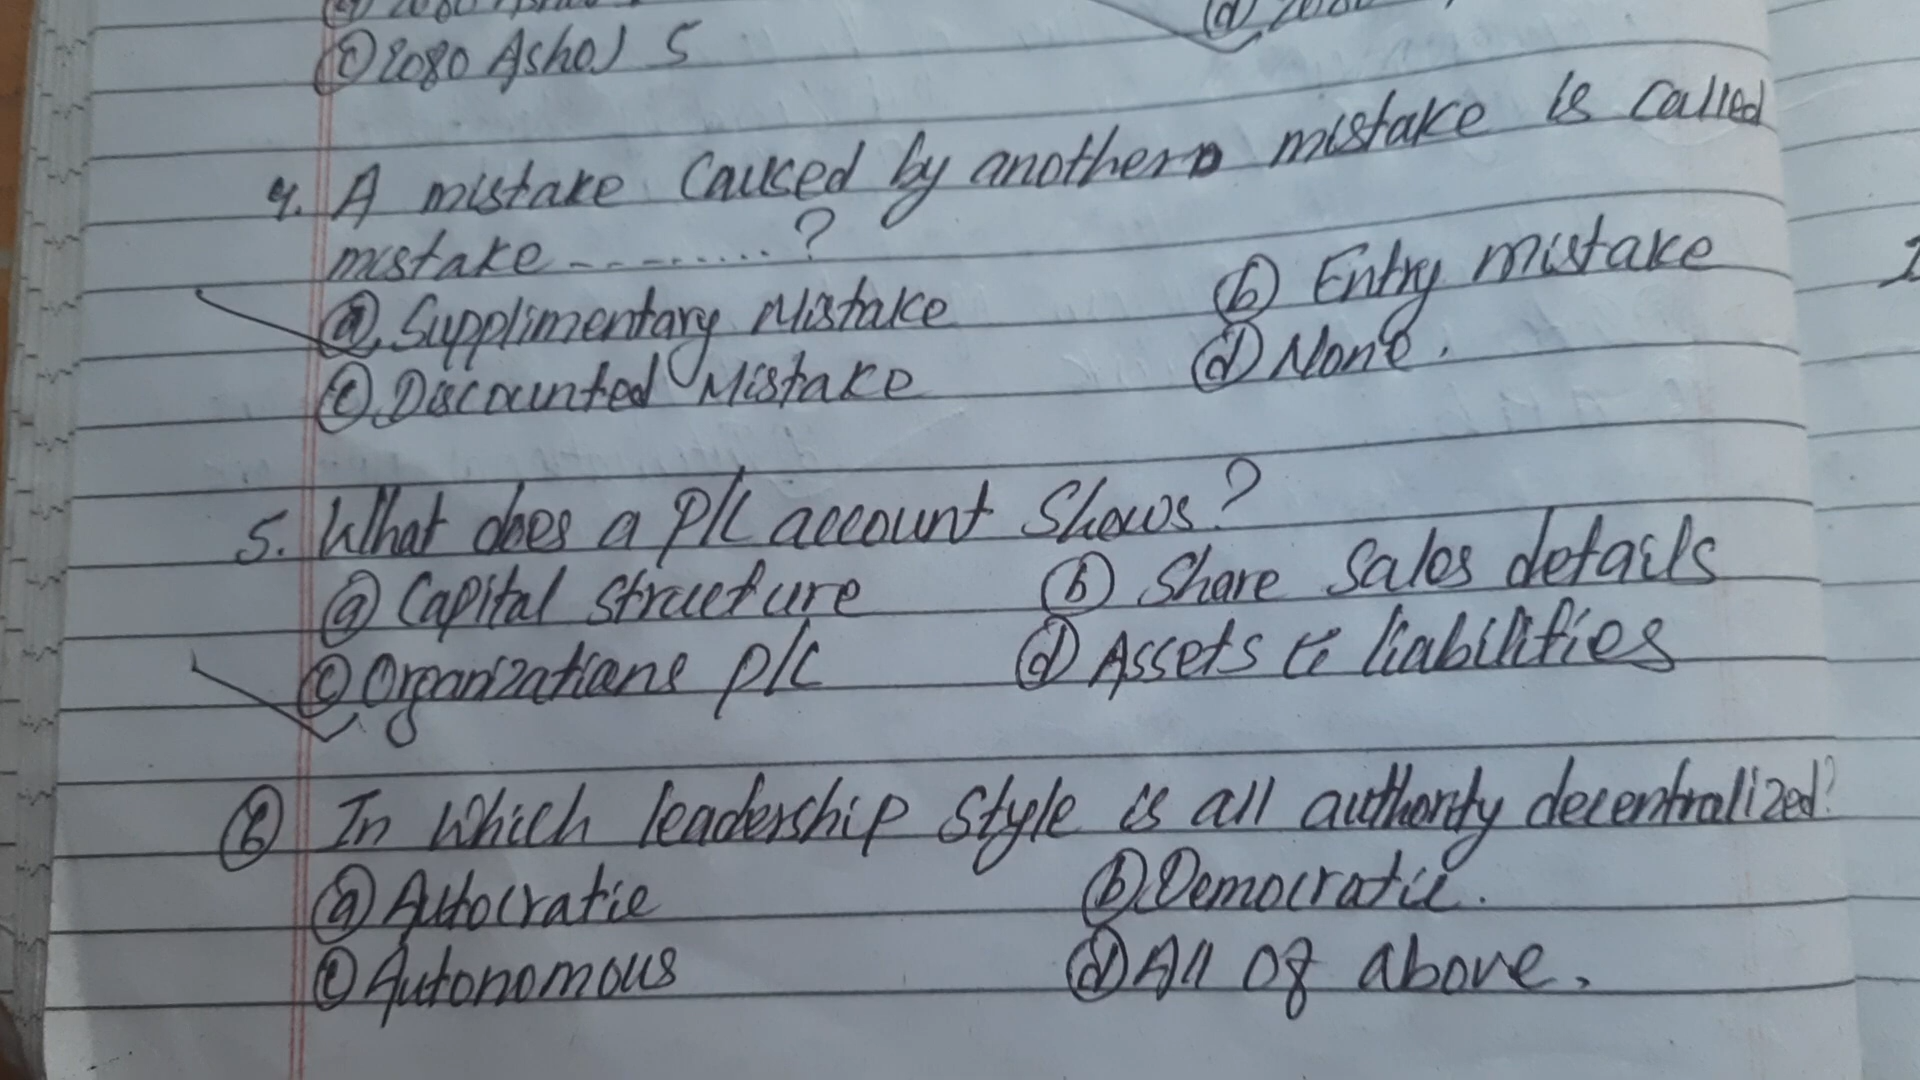 (c) 2080 Ashoj 5
4. A mistake caused by another mistake is called
mistake ---------?
(a) Supplimentary Mistake (b) Entry mistake
(c) Discounted Mistake (d) None.
5. What does a P/L account Shows?
(a) Capital Structure (b) Share Sales details
(c) Organizations P/L (d) Assets & liabilities
(6) In Which leadership Style is all authority decentralized?
(a) Autocratic (b) Democratic.
(c) Autonomous (d) All of above.